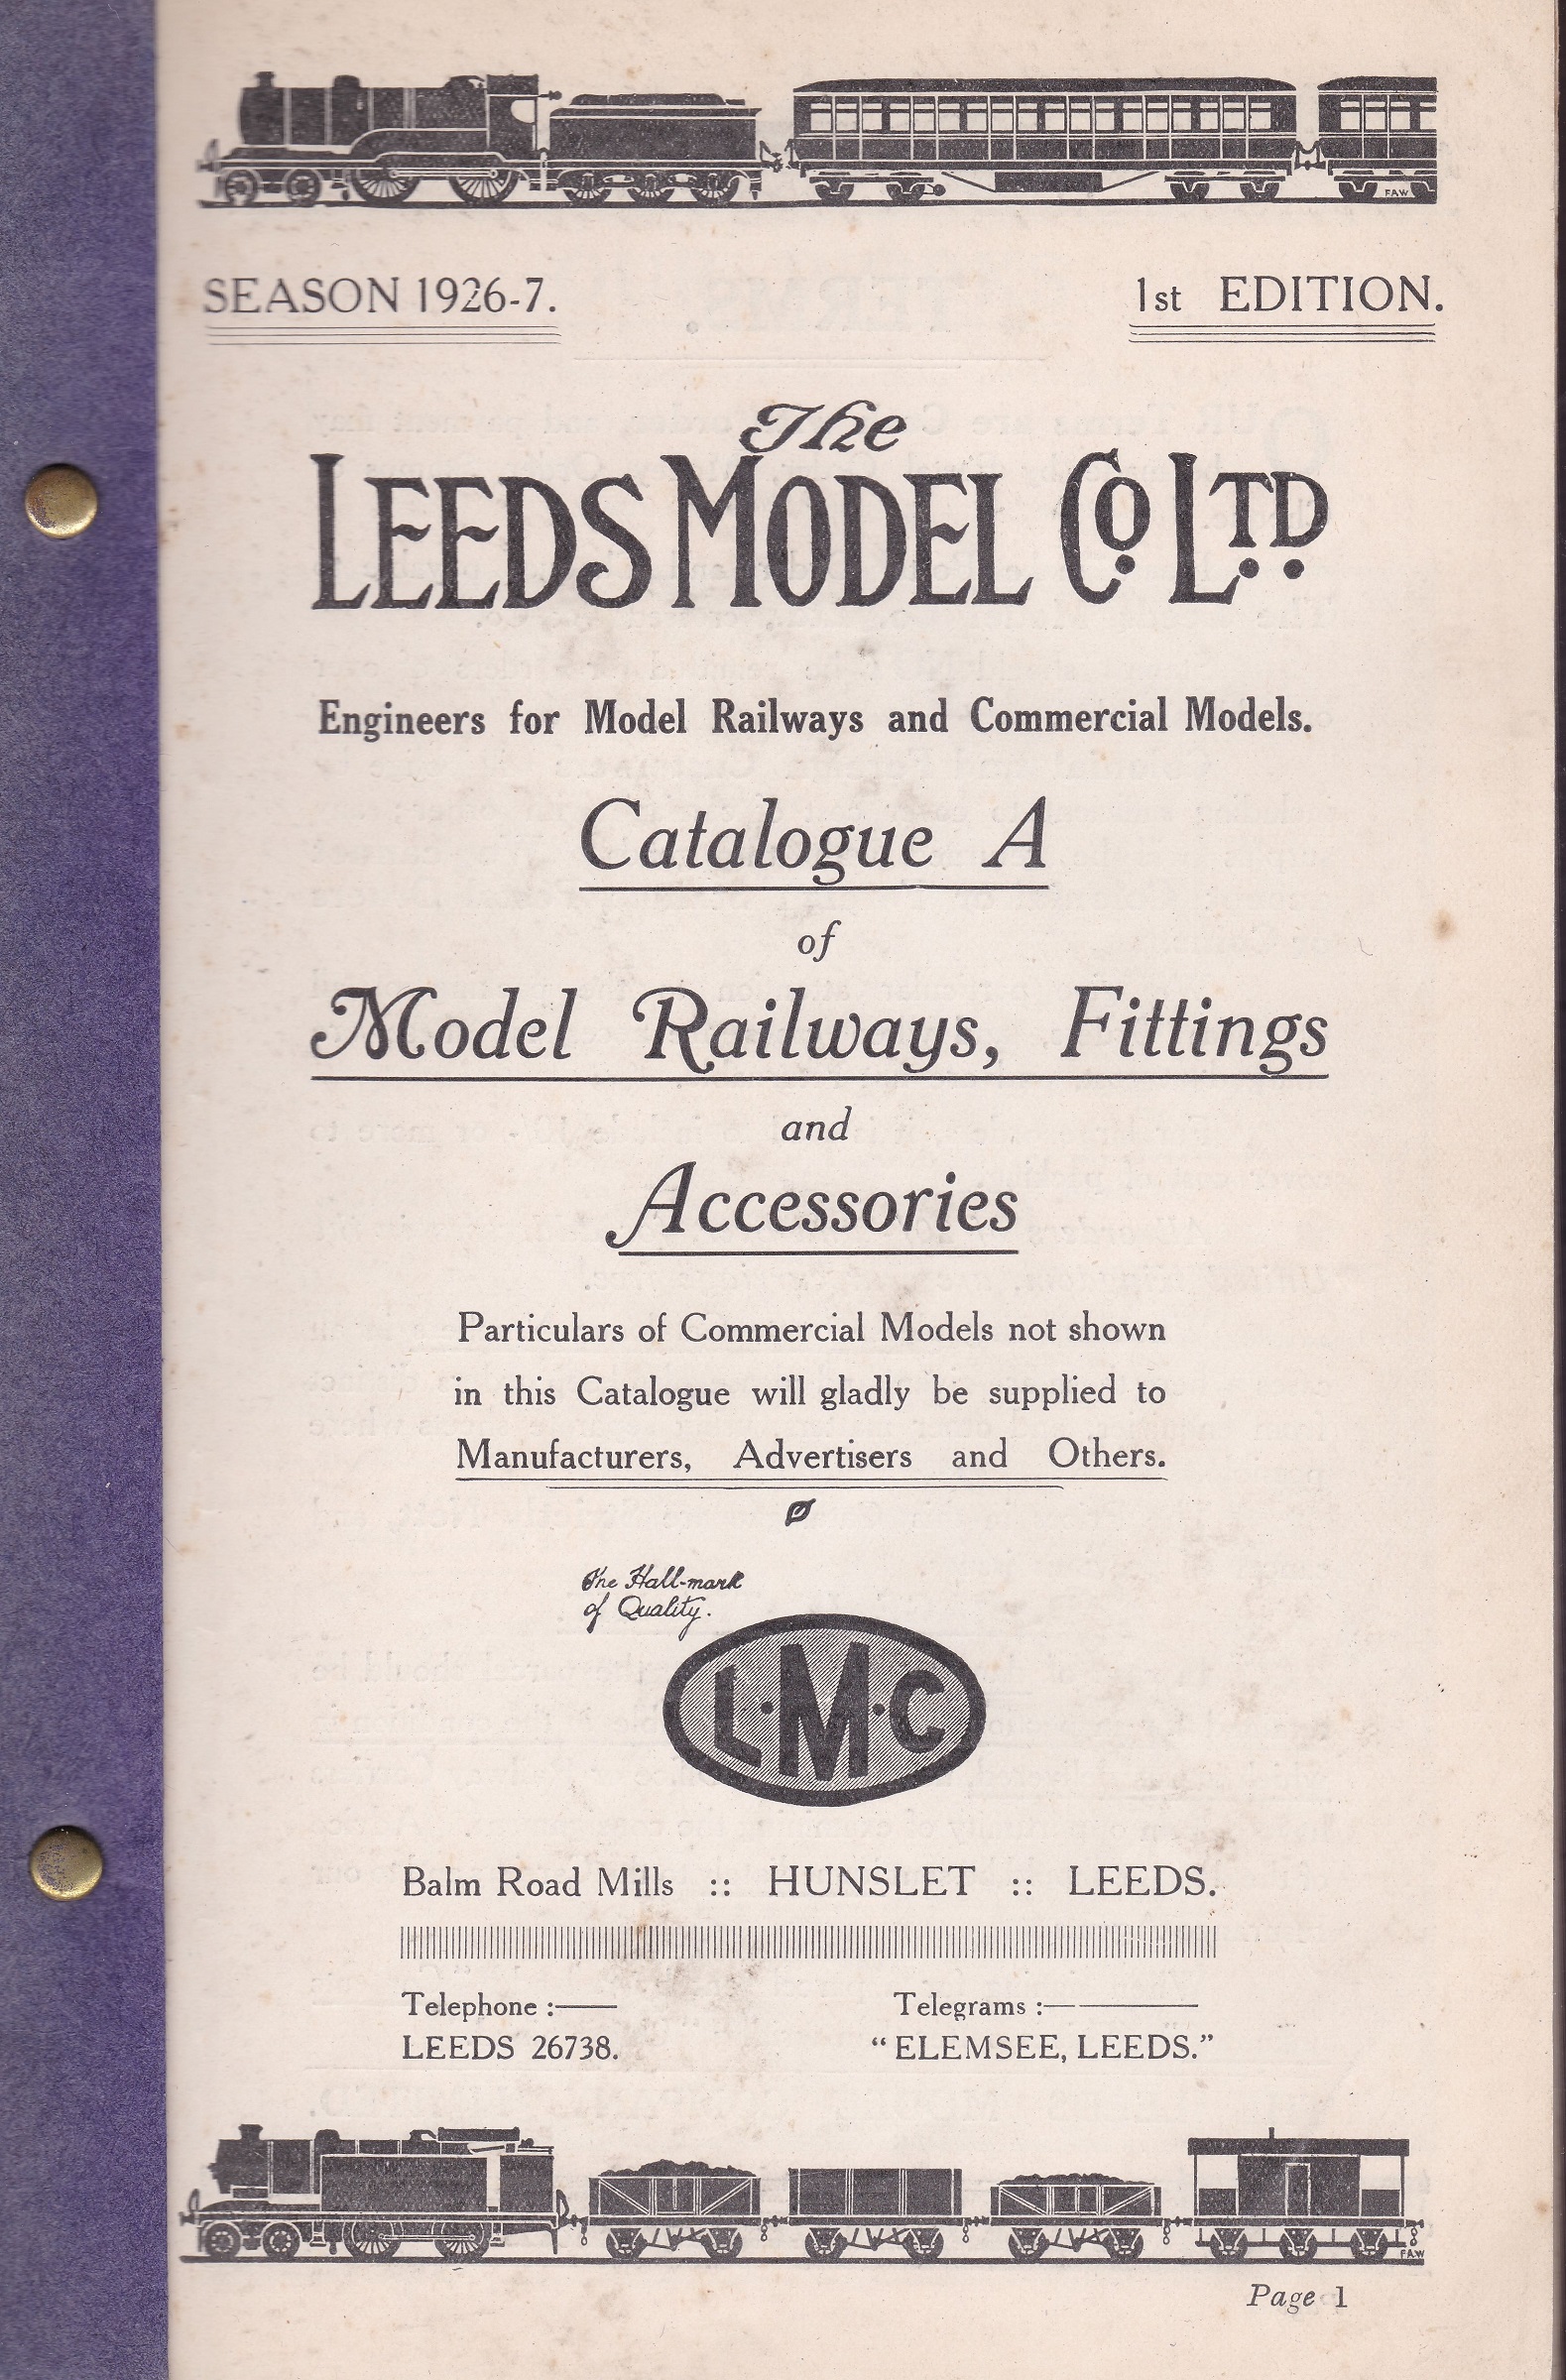 FAW
SEASON 1926-7. 1st EDITION.
The
LEEDS MODEL CO. LTD.
Engineers for Model Railways and Commercial Models.
Catalogue A
of
Model Railways, Fittings
and
Accessories
Particulars of Commercial Models not shown
in this Catalogue will gladly be supplied to
Manufacturers, Advertisers and Others.
The Hall-mark
of Quality.
L·M·C
Balm Road Mills :: HUNSLET :: LEEDS.
Telephone :— Telegrams :—
LEEDS 26738. "ELEMSEE, LEEDS."
FAW
Page 1